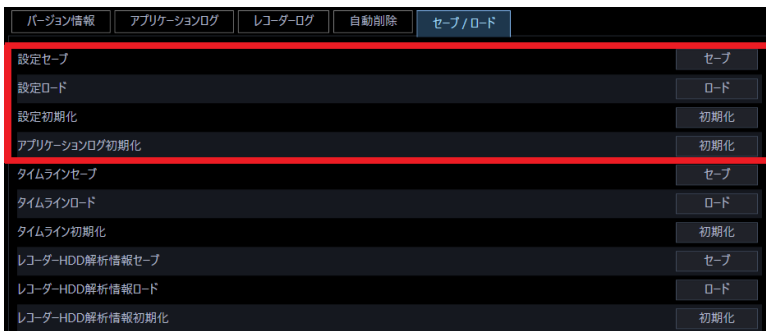 バージョン情報 アプリケーションログ レコーダーログ 自動削除 セーブ / ロード
設定セーブ セーブ
設定ロード ロード
設定初期化 初期化
アプリケーションログ初期化 初期化
タイムラインセーブ セーブ
タイムラインロード ロード
タイムライン初期化 初期化
レコーダーHDD解析情報セーブ セーブ
レコーダーHDD解析情報ロード ロード
レコーダーHDD解析情報初期化 初期化